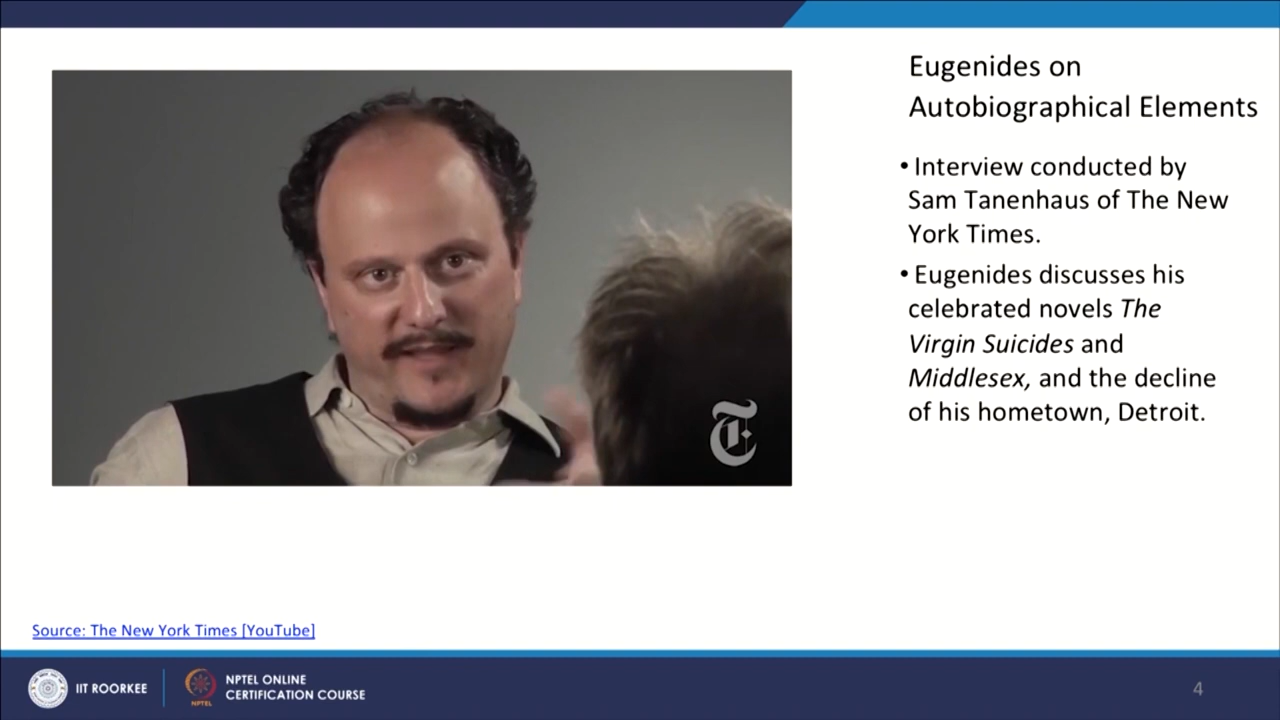 Eugenides on
Autobiographical Elements
• Interview conducted by
Sam Tanenhaus of The New
York Times.
• Eugenides discusses his
celebrated novels The
Virgin Suicides and
Middlesex, and the decline
of his hometown, Detroit.
T
Source: The New York Times [YouTube]
IIT ROORKEE
NPTEL
NPTEL ONLINE
CERTIFICATION COURSE
4